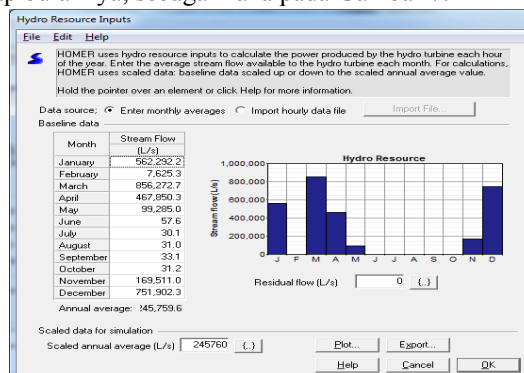 Hydro Resource Inputs
File Edit Help
HOMER uses hydro resource inputs to calculate the power produced by the hydro turbine each hour
of the year. Enter the average stream flow available to the hydro turbine each month. For calculations,
HOMER uses scaled data: baseline data scaled up or down to the scaled annual average value.
Hold the pointer over an element or click Help for more information.
Data source: Enter monthly averages Import hourly data file Import File...
Baseline data
Month Stream Flow
(L/s)
January 562,292.2
February 7,625.3
March 856,272.7
April 467,850.3
May 99,285.0
June 57.6
July 30.1
August 31.0
September 33.1
October 31.2
November 169,511.0
December 751,902.3
Annual average: 245,759.6
Hydro Resource
Stream flow (L/s)
1,000,000
800,000
600,000
400,000
200,000
0
J F M A M J J A S O N D
Residual flow (L/s) 0 {..}
Scaled data for simulation
Scaled annual average (L/s) 245760 {..}
Plot... Export...
Help Cancel OK